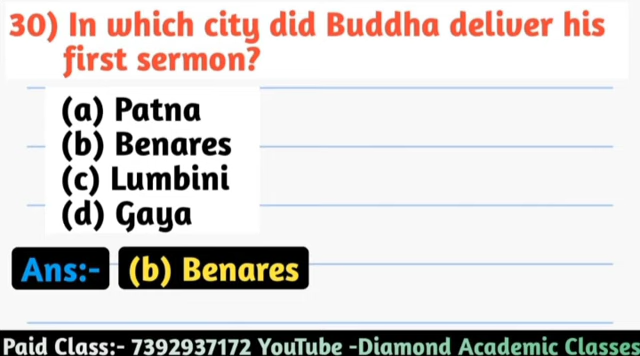 30) In which city did Buddha deliver his
first sermon?
(a) Patna
(b) Benares
(c) Lumbini
(d) Gaya
Ans:- (b) Benares
Paid Class:- 7392937172 YouTube -Diamond Academic Classes